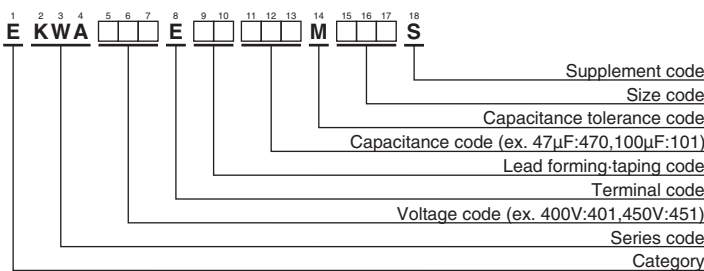 1 2 3 4 5 6 7 8 9 10 11 12 13 14 15 16 17 18
E KWA □□□ E □□ □□□ M □□□ S
Supplement code
Size code
Capacitance tolerance code
Capacitance code (ex. 47μF:470,100μF:101)
Lead forming·taping code
Terminal code
Voltage code (ex. 400V:401,450V:451)
Series code
Category